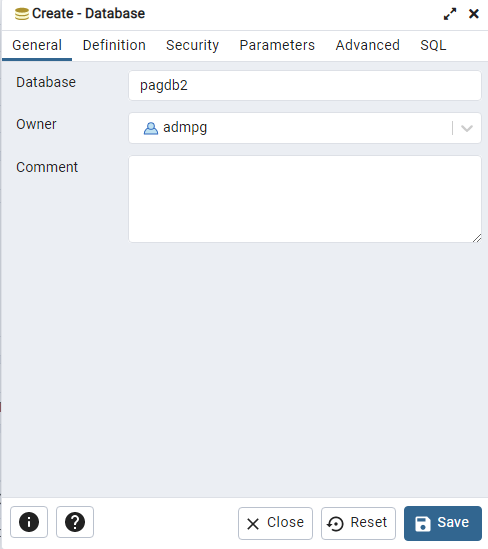 Create - Database
General Definition Security Parameters Advanced SQL
Database pagdb2
Owner admpg
Comment
Close Reset Save